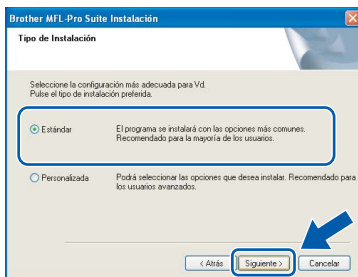 Brother MFL-Pro Suite Instalación
Tipo de Instalación
Seleccione la configuración más adecuada para Vd.
Pulse el tipo de instalación preferida.
Estándar
El programa se instalará con las opciones más comunes.
Recomendado para la mayoría de los usuarios.
Personalizada
Podrá seleccionar las opciones que desea instalar. Recomendado para
los usuarios avanzados.
< Atrás
Siguiente >
Cancelar